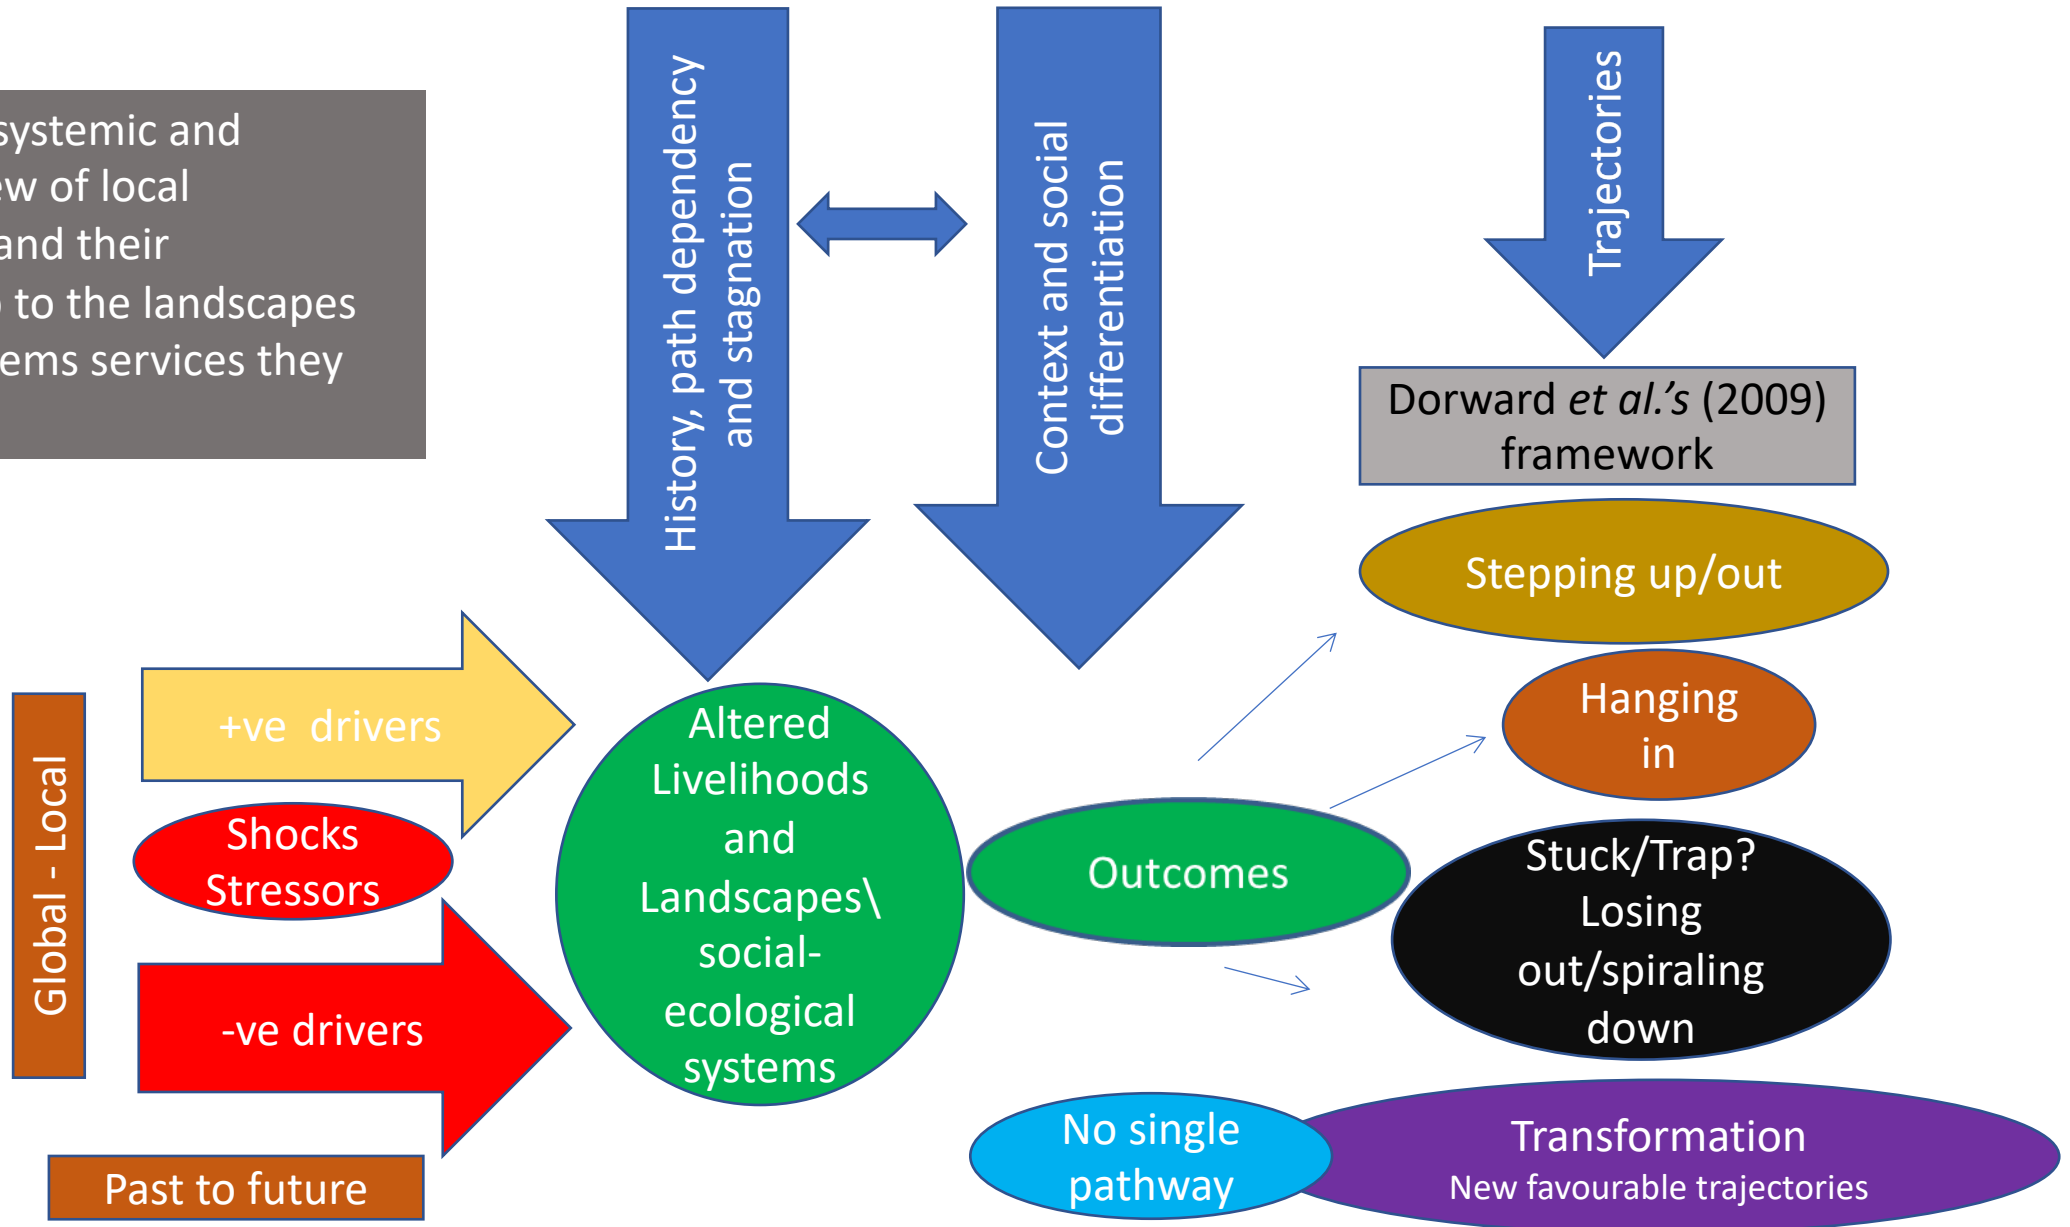 systemic and
ew of local
and their
to the landscapes
tems services they
History, path dependency
and stagnation
Context and social
differentiation
Trajectories
Dorward et al.'s (2009)
framework
Stepping up/out
Hanging
in
Stuck/Trap?
Losing
out/spiraling
down
Transformation
New favourable trajectories
No single
pathway
Outcomes
Altered
Livelihoods
and
Landscapes\
social-
ecological
systems
+ve drivers
Shocks
Stressors
-ve drivers
Global - Local
Past to future